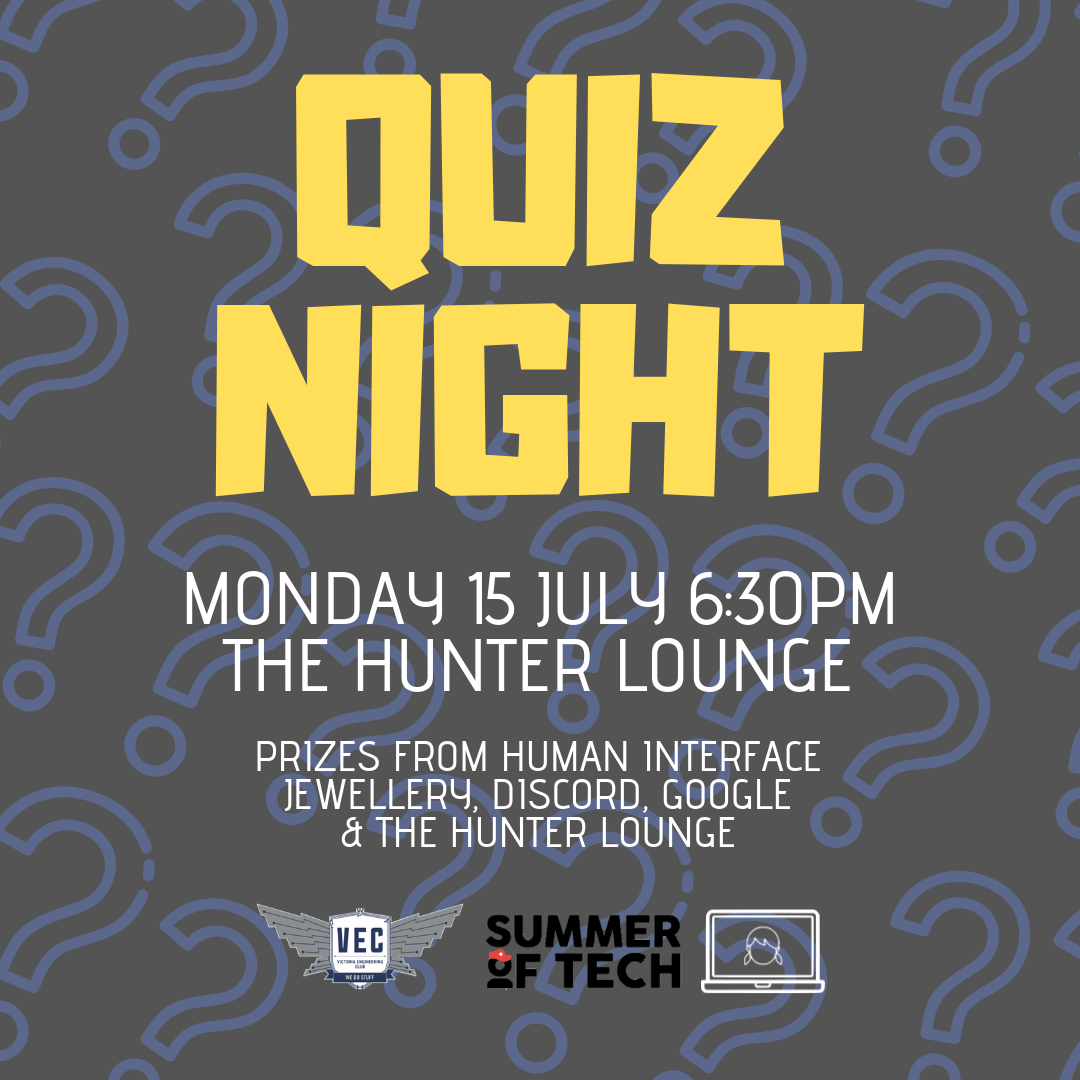 QUIZ
NIGHT
MONDAY 15 JULY 6:30PM
THE HUNTER LOUNGE
PRIZES FROM HUMAN INTERFACE
JEWELLERY, DISCORD, GOOGLE
& THE HUNTER LOUNGE
VEC
VICTORIA ENGINEERING
CLUB
WE DO STUFF
SUMMER
OF TECH